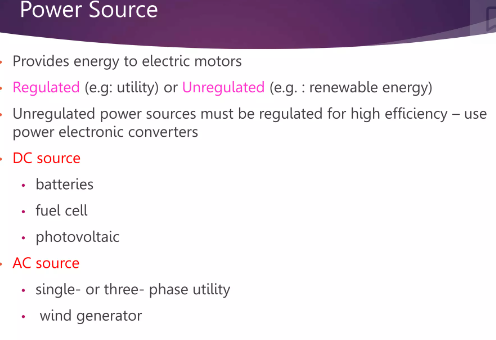 Power Source
Provides energy to electric motors
Regulated (e.g: utility) or Unregulated (e.g. : renewable energy)
Unregulated power sources must be regulated for high efficiency – use
power electronic converters
DC source
batteries
fuel cell
photovoltaic
AC source
single- or three- phase utility
wind generator